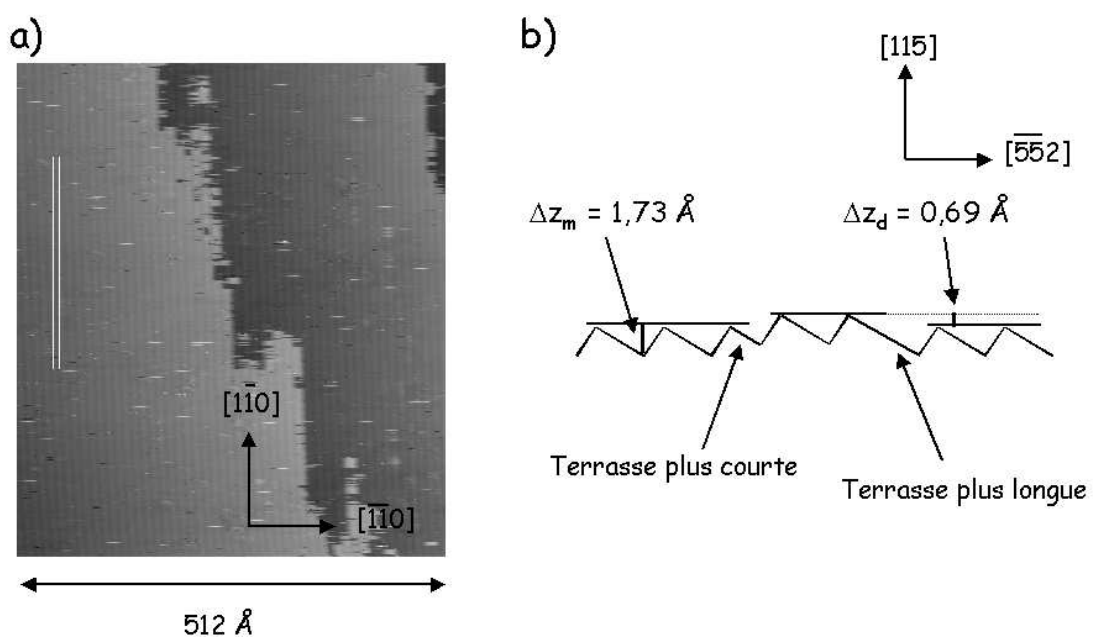 a)
b)
[115]
[5̅5̅2]
Δzₘ = 1,73 Å
Δz_d = 0,69 Å
[11̅0]
[1̅1̅0]
Terrasse plus courte
Terrasse plus longue
512 Å